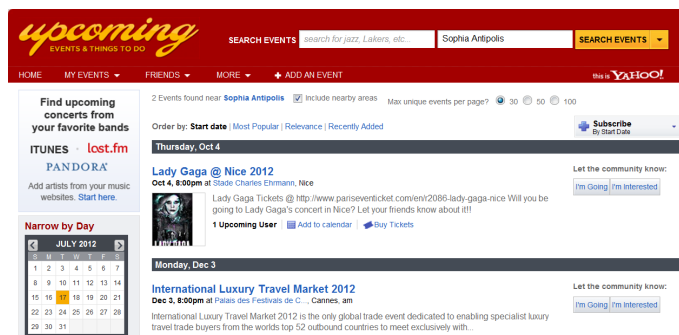 upcoming
EVENTS & THINGS TO DO
SEARCH EVENTS search for jazz, Lakers, etc... Sophia Antipolis SEARCH EVENTS
HOME MY EVENTS FRIENDS MORE ADD AN EVENT this is YAHOO!
Find upcoming
concerts from
your favorite bands
ITUNES · lost.fm
PANDORA
Add artists from your music
websites. Start here.
Narrow by Day
JULY 2012
S M T W T F S
1 2 3 4 5 6 7
8 9 10 11 12 13 14
15 16 17 18 19 20 21
22 23 24 25 26 27 28
29 30 31
2 Events found near Sophia Antipolis Include nearby areas Max unique events per page? 30 50 100
Order by: Start date | Most Popular | Relevance | Recently Added
Subscribe
By Start Date
Thursday, Oct 4
Lady Gaga @ Nice 2012
Oct 4, 8:00pm at Stade Charles Ehrmann, Nice
Lady Gaga Tickets @ http://www.pariseventicket.com/en/r2086-lady-gaga-nice Will you be
going to Lady Gaga's concert in Nice? Let your friends know about it!!
1 Upcoming User Add to calendar Buy Tickets
LADY GAGA
Let the community know:
I'm Going I'm Interested
Monday, Dec 3
International Luxury Travel Market 2012
Dec 3, 8:00pm at Palais des Festivals de C..., Cannes, am
International Luxury Travel Market 2012 is the only global trade event dedicated to enabling specialist luxury
travel trade buyers from the worlds top 52 outbound countries to meet exclusively with...
Let the community know:
I'm Going I'm Interested